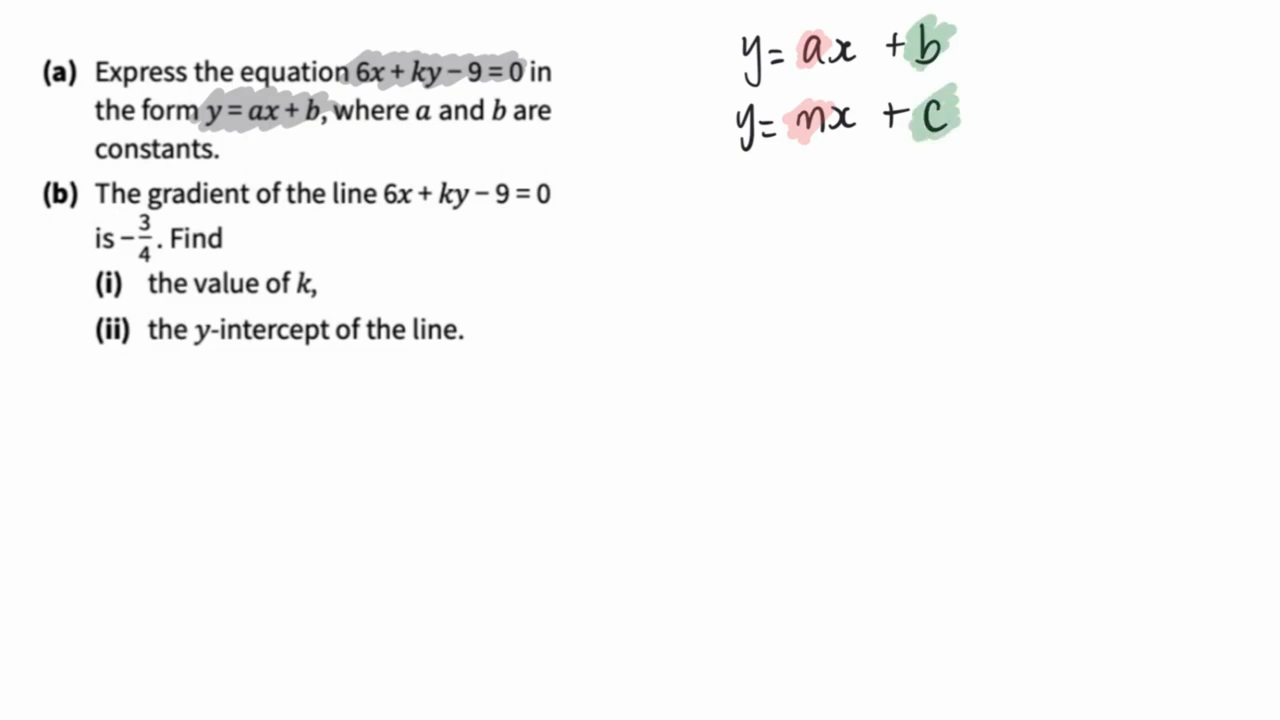 (a) Express the equation 6x + ky − 9 = 0 in
the form y = ax + b, where a and b are
constants.
(b) The gradient of the line 6x + ky − 9 = 0
is −3/4. Find
(i) the value of k,
(ii) the y-intercept of the line.
y= ax +b
y= mx +c